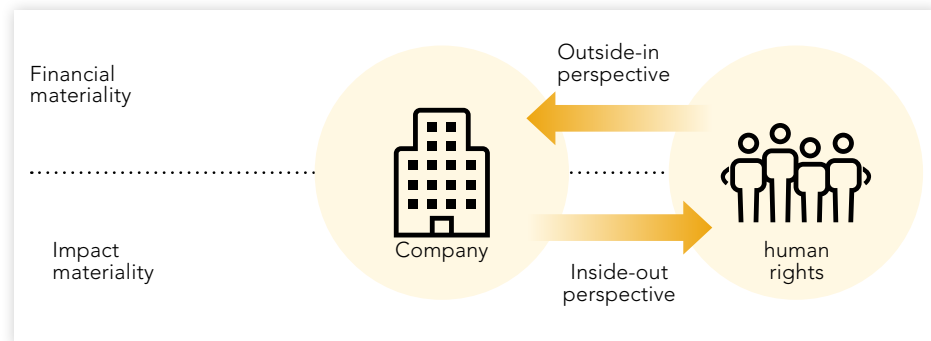 Financial
materiality
Outside-in
perspective
Company
human
rights
Impact
materiality
Inside-out
perspective